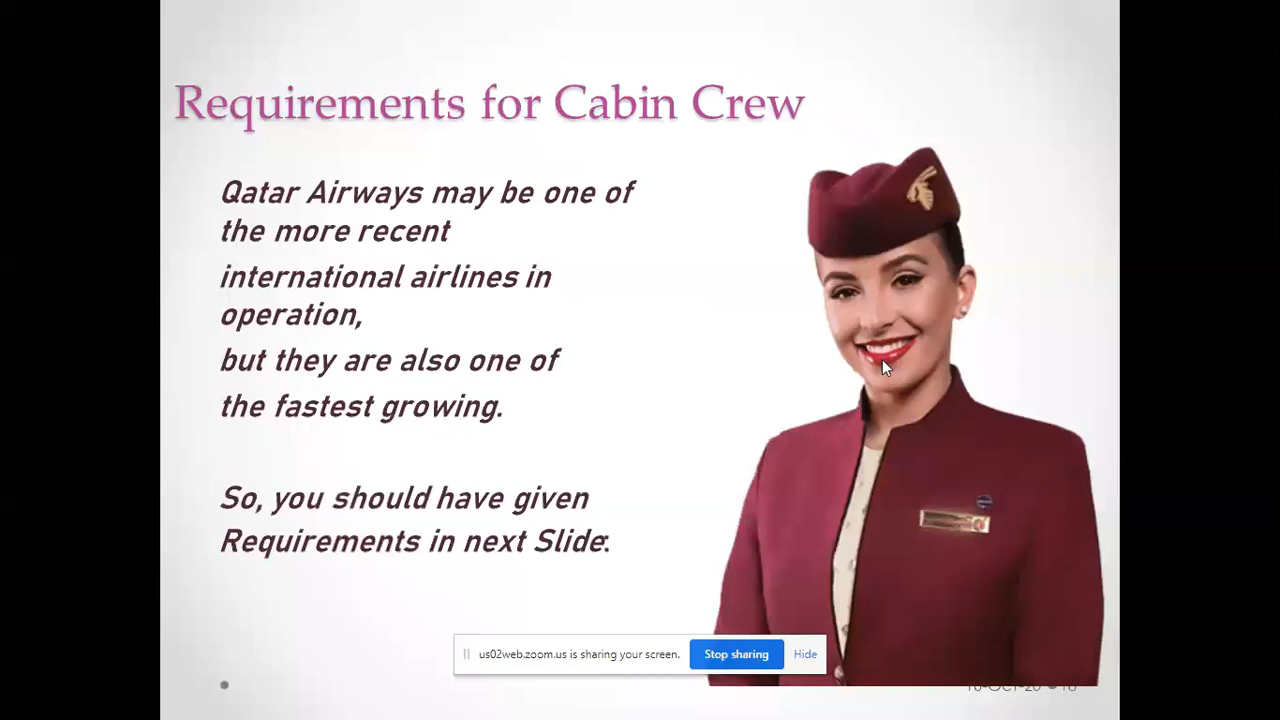 Requirements for Cabin Crew
Qatar Airways may be one of
the more recent
international airlines in
operation,
but they are also one of
the fastest growing.
So, you should have given
Requirements in next Slide:
us02web.zoom.us is sharing your screen.
Stop sharing
Hide